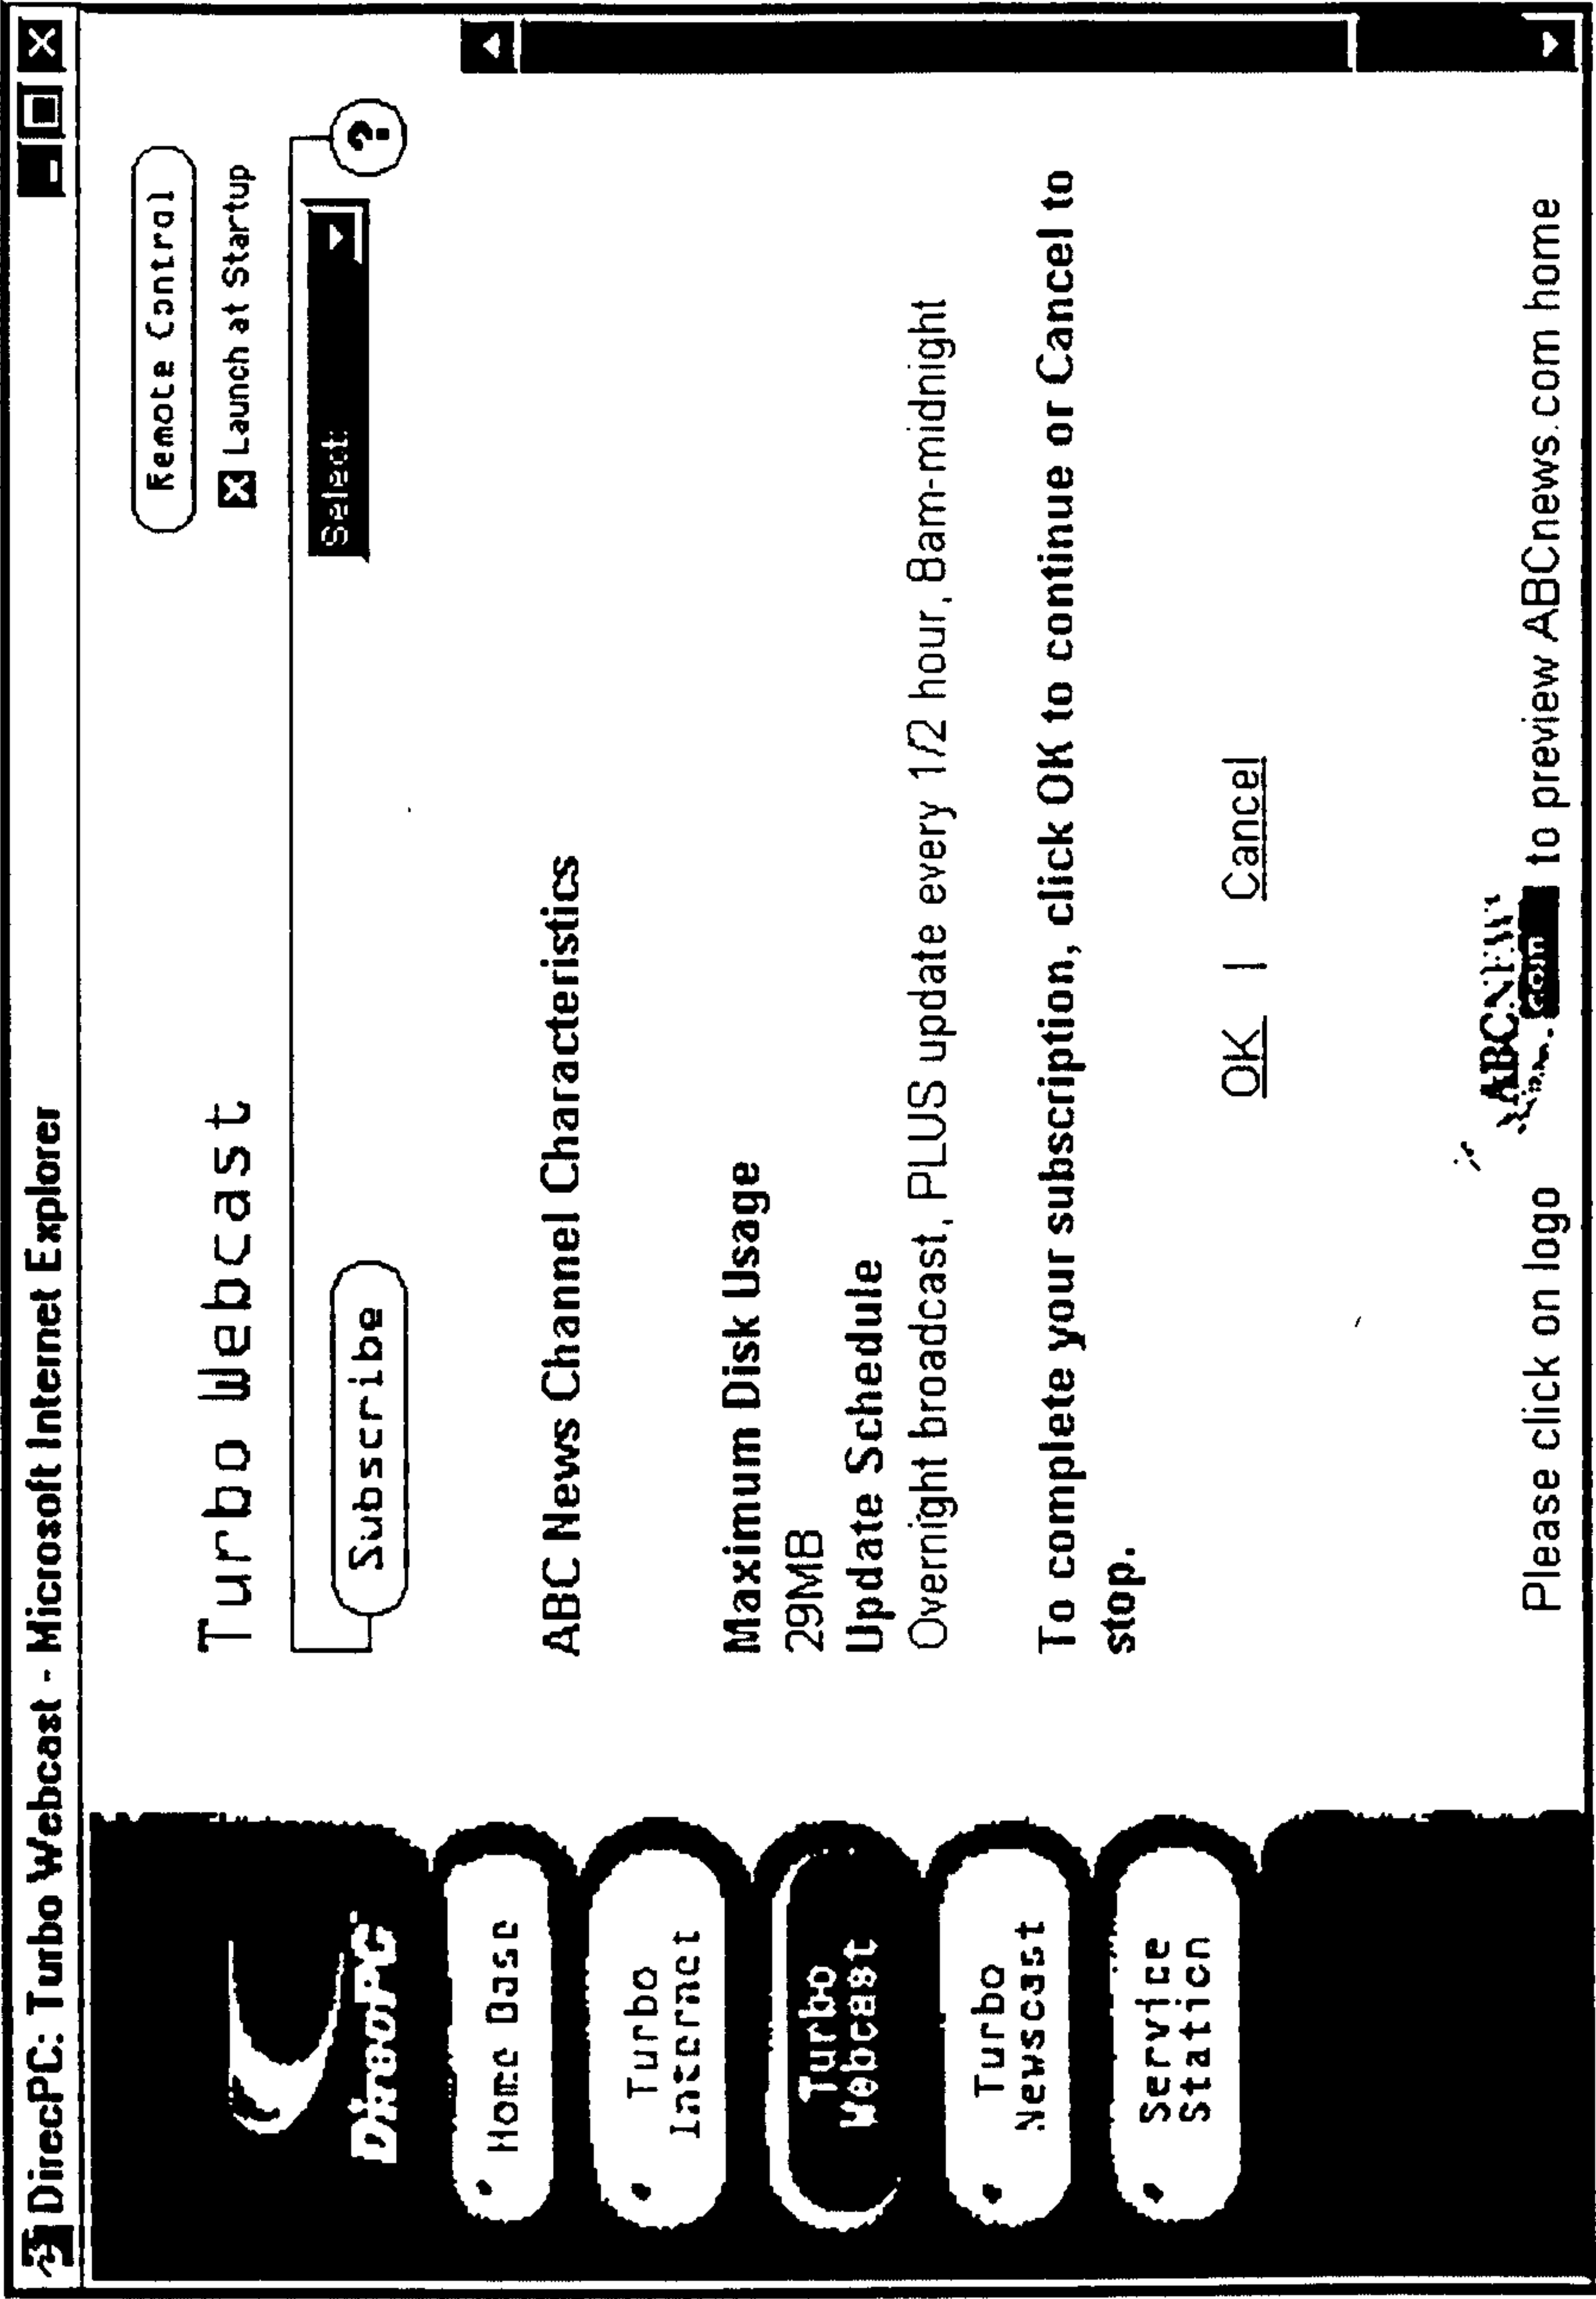 DirecPC: Turbo Webcast - Microsoft Internet Explorer
DirecPC
Home Base
Turbo
Internet
Turbo
Webcast
Turbo
Newscast
Service
Station
Turbo Webcast
Remote Control
Launch at Startup
Subscribe
Select:
?
ABC News Channel Characteristics
Maximum Disk Usage
29MB
Update Schedule
Overnight broadcast, PLUS update every 1/2 hour, 8am-midnight
To complete your subscription, click OK to continue or Cancel to
stop.
OK | Cancel
Please click on logo ABCNEWS.com to preview ABCnews.com home